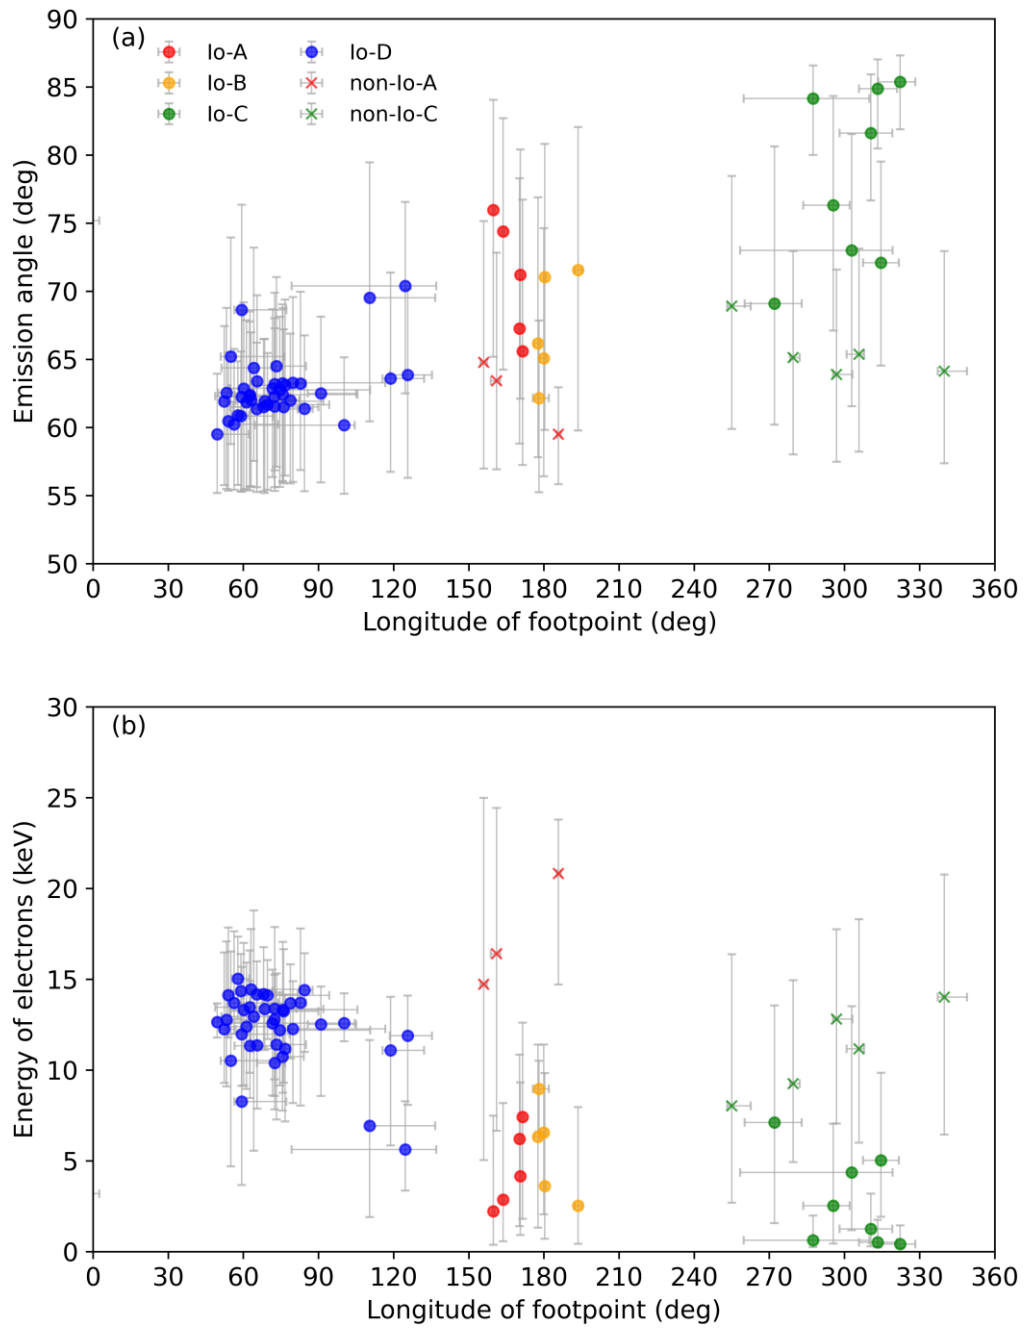 (a)
Io-A Io-D
Io-B non-Io-A
Io-C non-Io-C
90
85
80
75
70
65
60
55
50
Emission angle (deg)
0 30 60 90 120 150 180 210 240 270 300 330 360
Longitude of footpoint (deg)
(b)
30
25
20
15
10
5
0
Energy of electrons (keV)
0 30 60 90 120 150 180 210 240 270 300 330 360
Longitude of footpoint (deg)